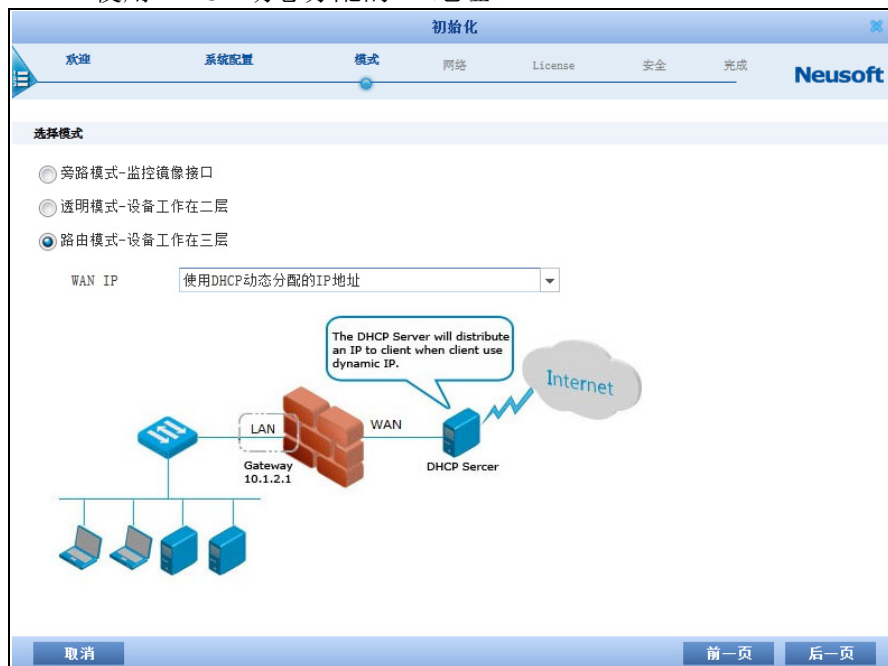 初始化
欢迎 系统配置 模式 网络 License 安全 完成
Neusoft
选择模式
旁路模式-监控镜像接口
透明模式-设备工作在二层
路由模式-设备工作在三层
WAN IP 使用DHCP动态分配的IP地址
The DHCP Server will distribute
an IP to client when client use
dynamic IP.
Internet
LAN WAN
Gateway
10.1.2.1
DHCP Sercer
取消 前一页 后一页